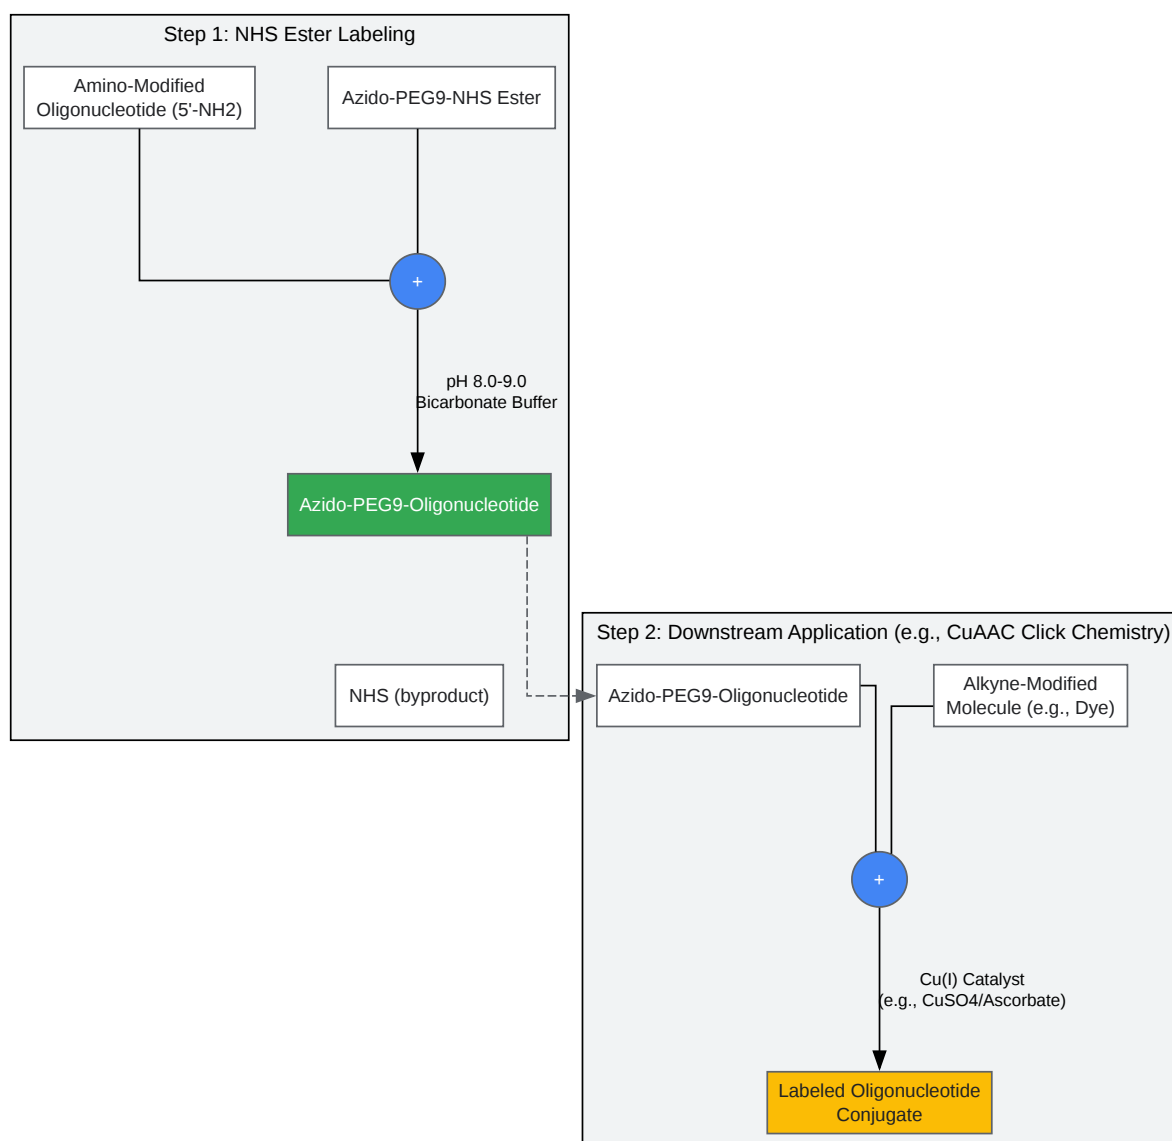 Step 1: NHS Ester Labeling
Amino-Modified
Oligonucleotide (5'-NH2)
Azido-PEG9-NHS Ester
+
pH 8.0-9.0
Bicarbonate Buffer
Azido-PEG9-Oligonucleotide
NHS (byproduct)
Step 2: Downstream Application (e.g., CuAAC Click Chemistry)
Azido-PEG9-Oligonucleotide
Alkyne-Modified
Molecule (e.g., Dye)
+
Cu(I) Catalyst
(e.g., CuSO4/Ascorbate)
Labeled Oligonucleotide
Conjugate